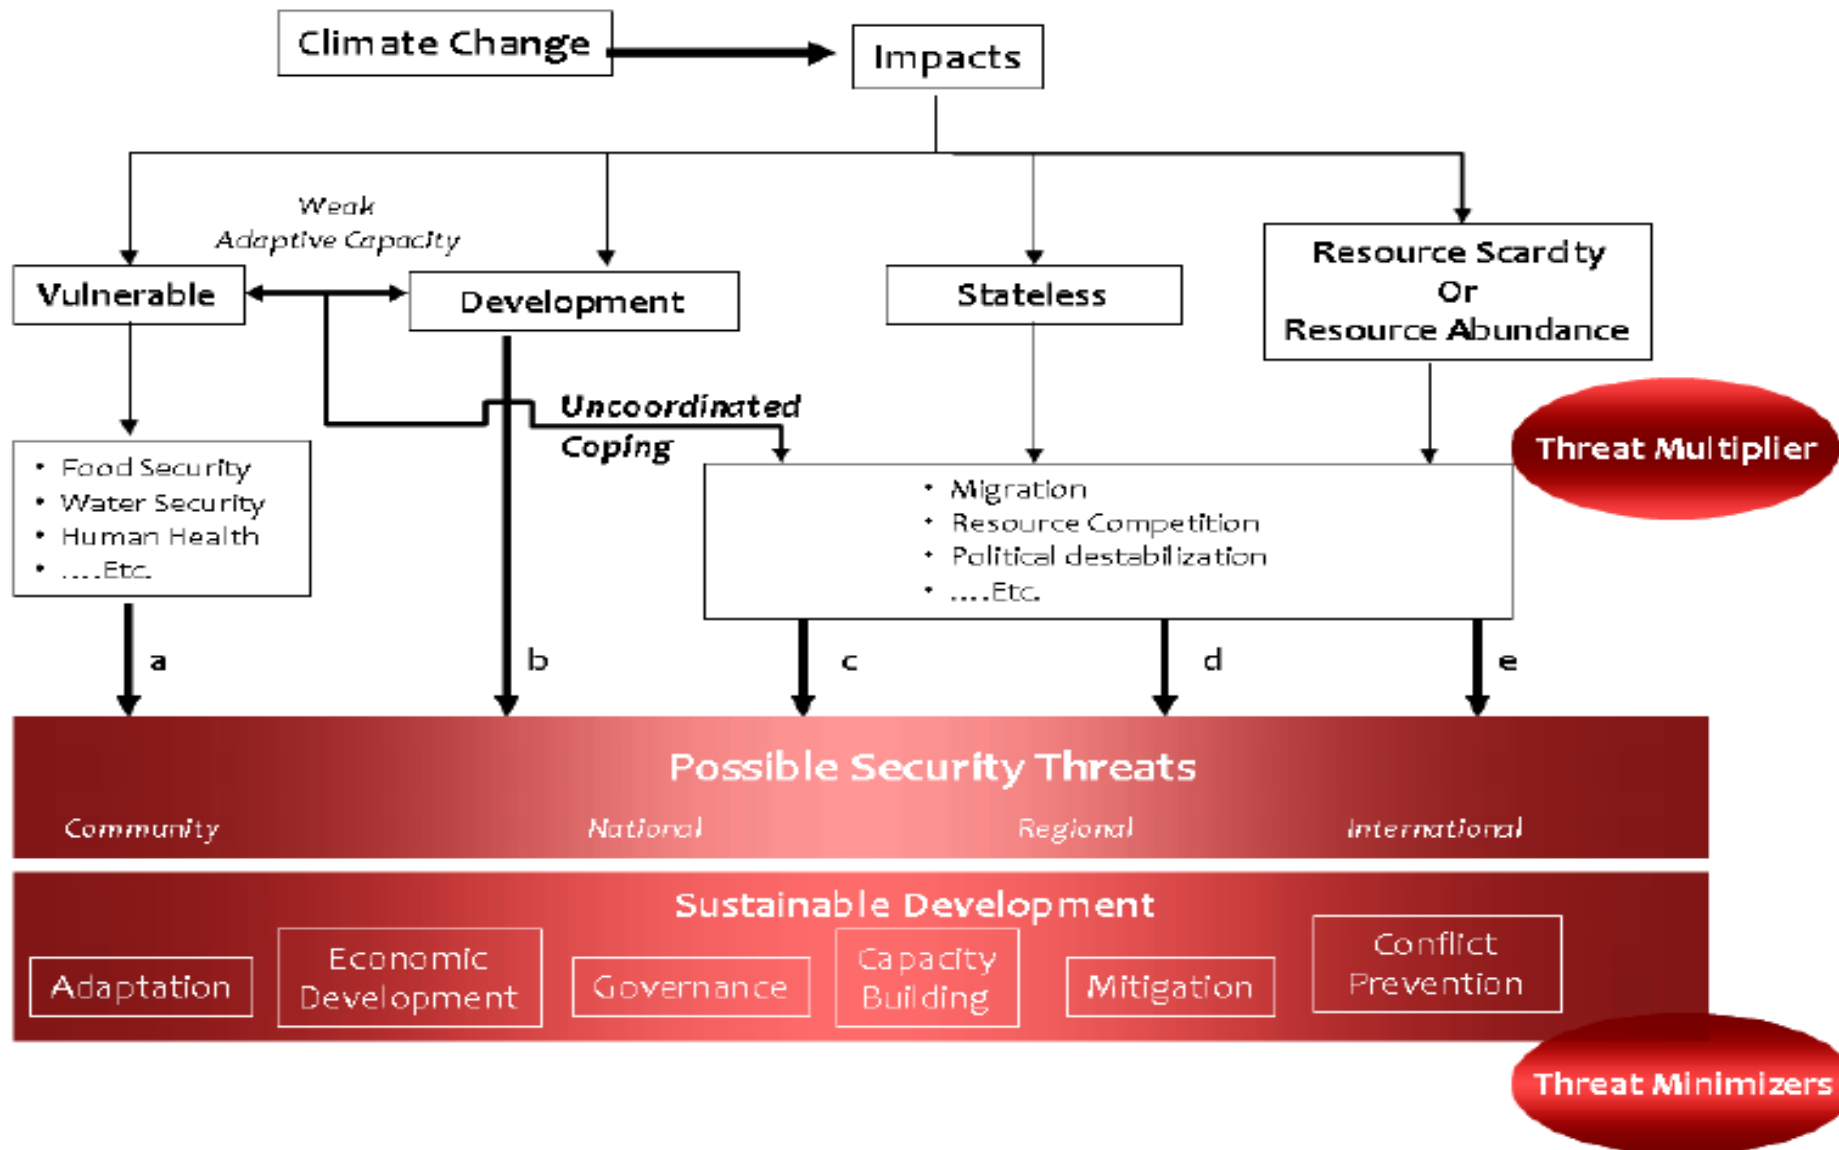 Climate Change
Impacts
Weak
Adaptive Capacity
Vulnerable
Development
Stateless
Resource Scarcity
Or
Resource Abundance
Uncoordinated
Coping
Threat Multiplier
• Food Security
• Water Security
• Human Health
• ....Etc.
• Migration
• Resource Competition
• Political destabilization
• ....Etc.
a
b
c
d
e
Possible Security Threats
Community
National
Regional
International
Sustainable Development
Adaptation
Economic
Development
Governance
Capacity
Building
Mitigation
Conflict
Prevention
Threat Minimizers